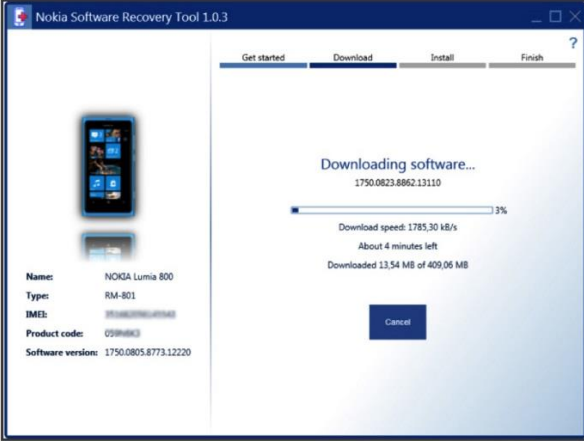 Nokia Software Recovery Tool 1.0.3
?
Get started Download Install Finish
Downloading software...
1750.0823.8862.13110
3%
Download speed: 1785,30 kB/s
About 4 minutes left
Downloaded 13,54 MB of 409,06 MB
Cancel
Name: NOKIA Lumia 800
Type: RM-801
IMEI:
Product code:
Software version: 1750.0805.8773.12220